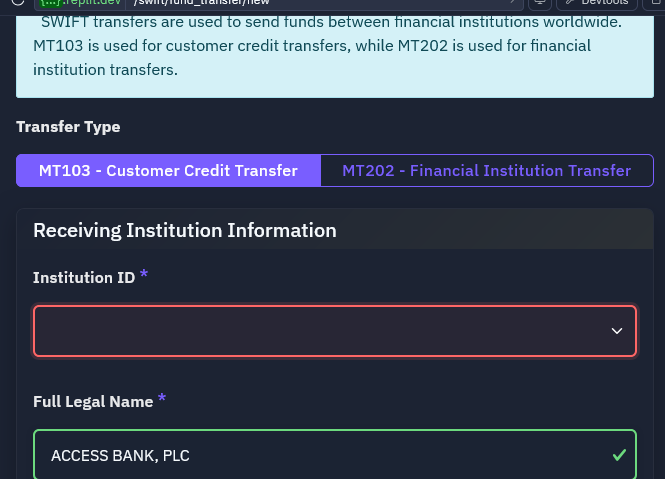 {...}.replit.dev /swift/fund_transfer/new Devtools
SWIFT transfers are used to send funds between financial institutions worldwide.
MT103 is used for customer credit transfers, while MT202 is used for financial
institution transfers.
Transfer Type
MT103 - Customer Credit Transfer MT202 - Financial Institution Transfer
Receiving Institution Information
Institution ID *
Full Legal Name *
ACCESS BANK, PLC